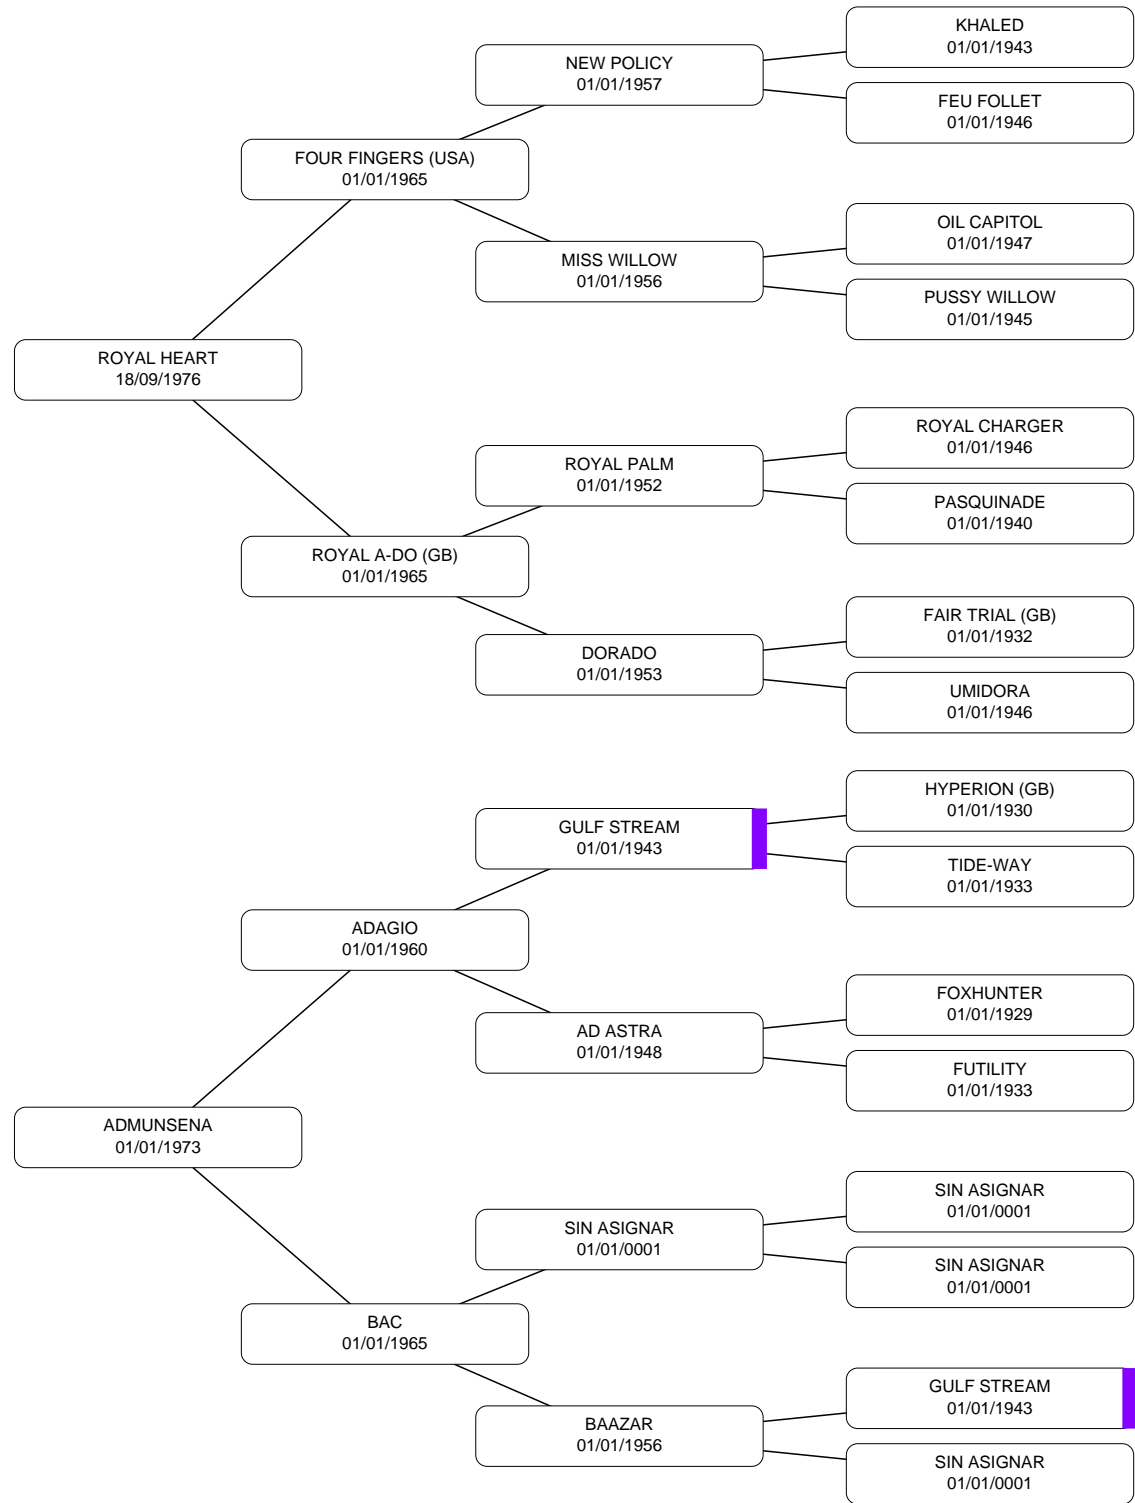 KHALED
01/01/1943
NEW POLICY
01/01/1957
FEU FOLLET
01/01/1946
FOUR FINGERS (USA)
01/01/1965
OIL CAPITOL
01/01/1947
MISS WILLOW
01/01/1956
PUSSY WILLOW
01/01/1945
ROYAL HEART
18/09/1976
ROYAL CHARGER
01/01/1946
ROYAL PALM
01/01/1952
PASQUINADE
01/01/1940
ROYAL A-DO (GB)
01/01/1965
FAIR TRIAL (GB)
01/01/1932
DORADO
01/01/1953
UMIDORA
01/01/1946
HYPERION (GB)
01/01/1930
GULF STREAM
01/01/1943
TIDE-WAY
01/01/1933
ADAGIO
01/01/1960
FOXHUNTER
01/01/1929
AD ASTRA
01/01/1948
FUTILITY
01/01/1933
ADMUNSENA
01/01/1973
SIN ASIGNAR
01/01/0001
SIN ASIGNAR
01/01/0001
SIN ASIGNAR
01/01/0001
BAC
01/01/1965
GULF STREAM
01/01/1943
BAAZAR
01/01/1956
SIN ASIGNAR
01/01/0001